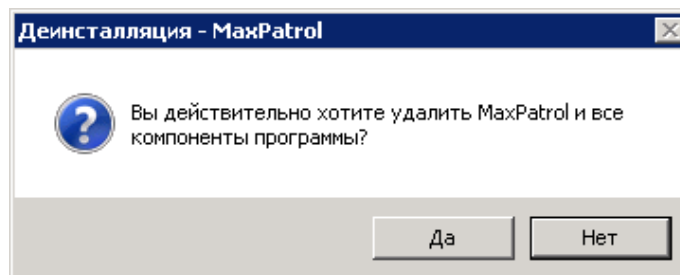 Деинсталляция - MaxPatrol
Вы действительно хотите удалить MaxPatrol и все
компоненты программы?
Да
Нет